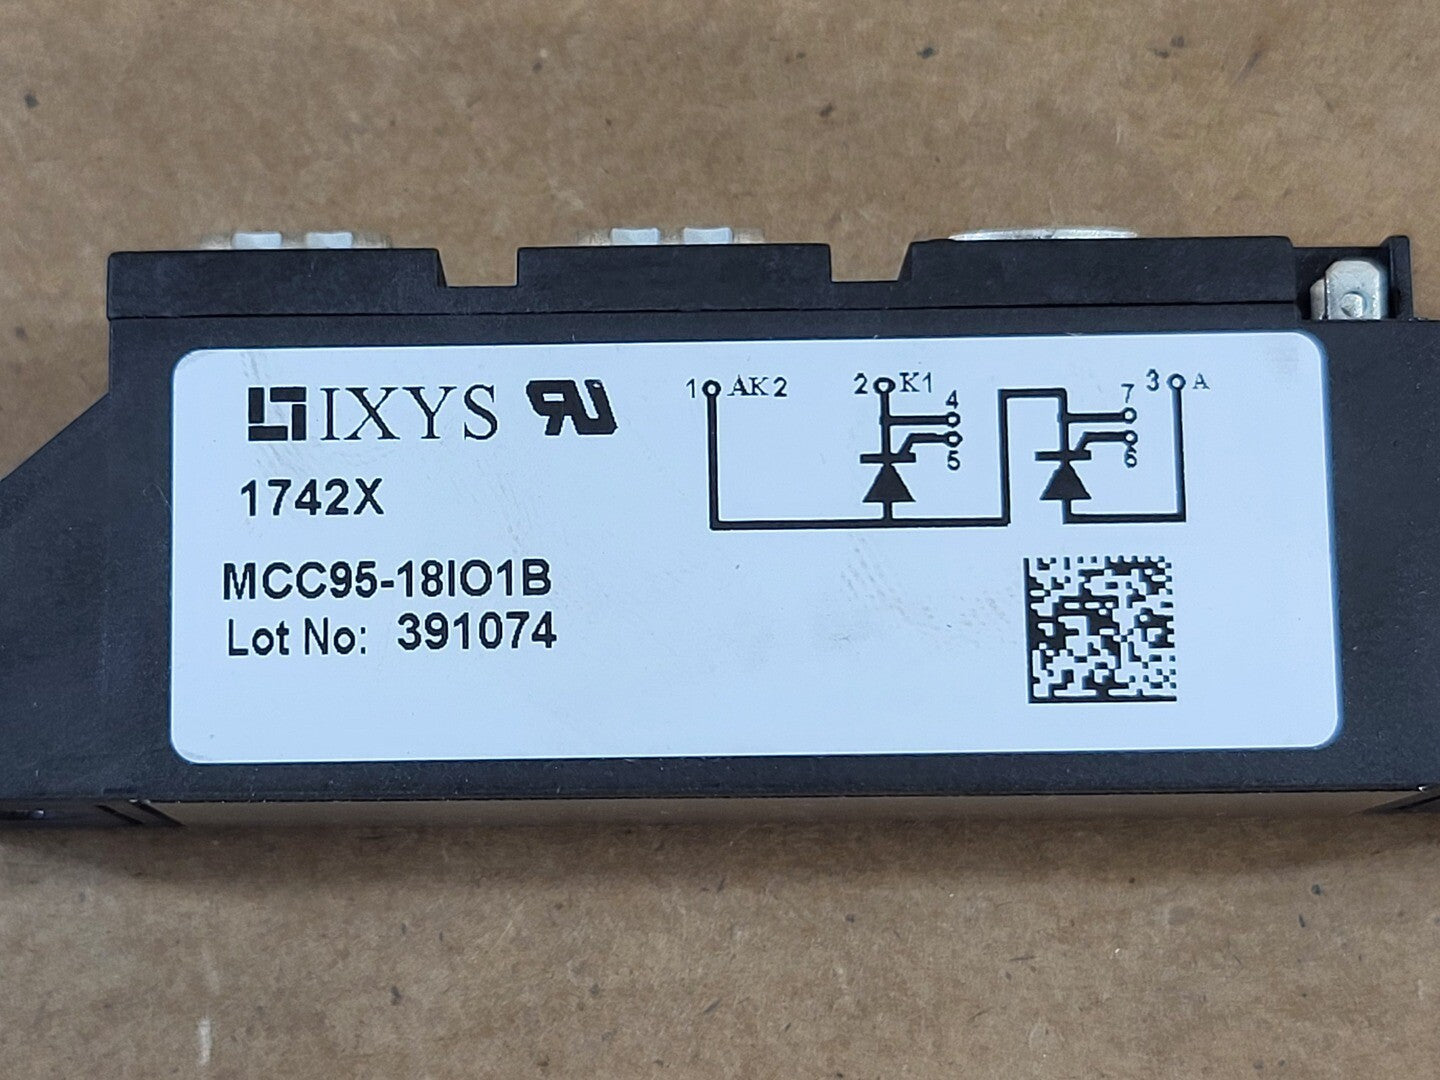 IXYS
1742X
MCC95-18IO1B
Lot No: 391074
1 AK2 2 K1 3 A
4
5
7
6